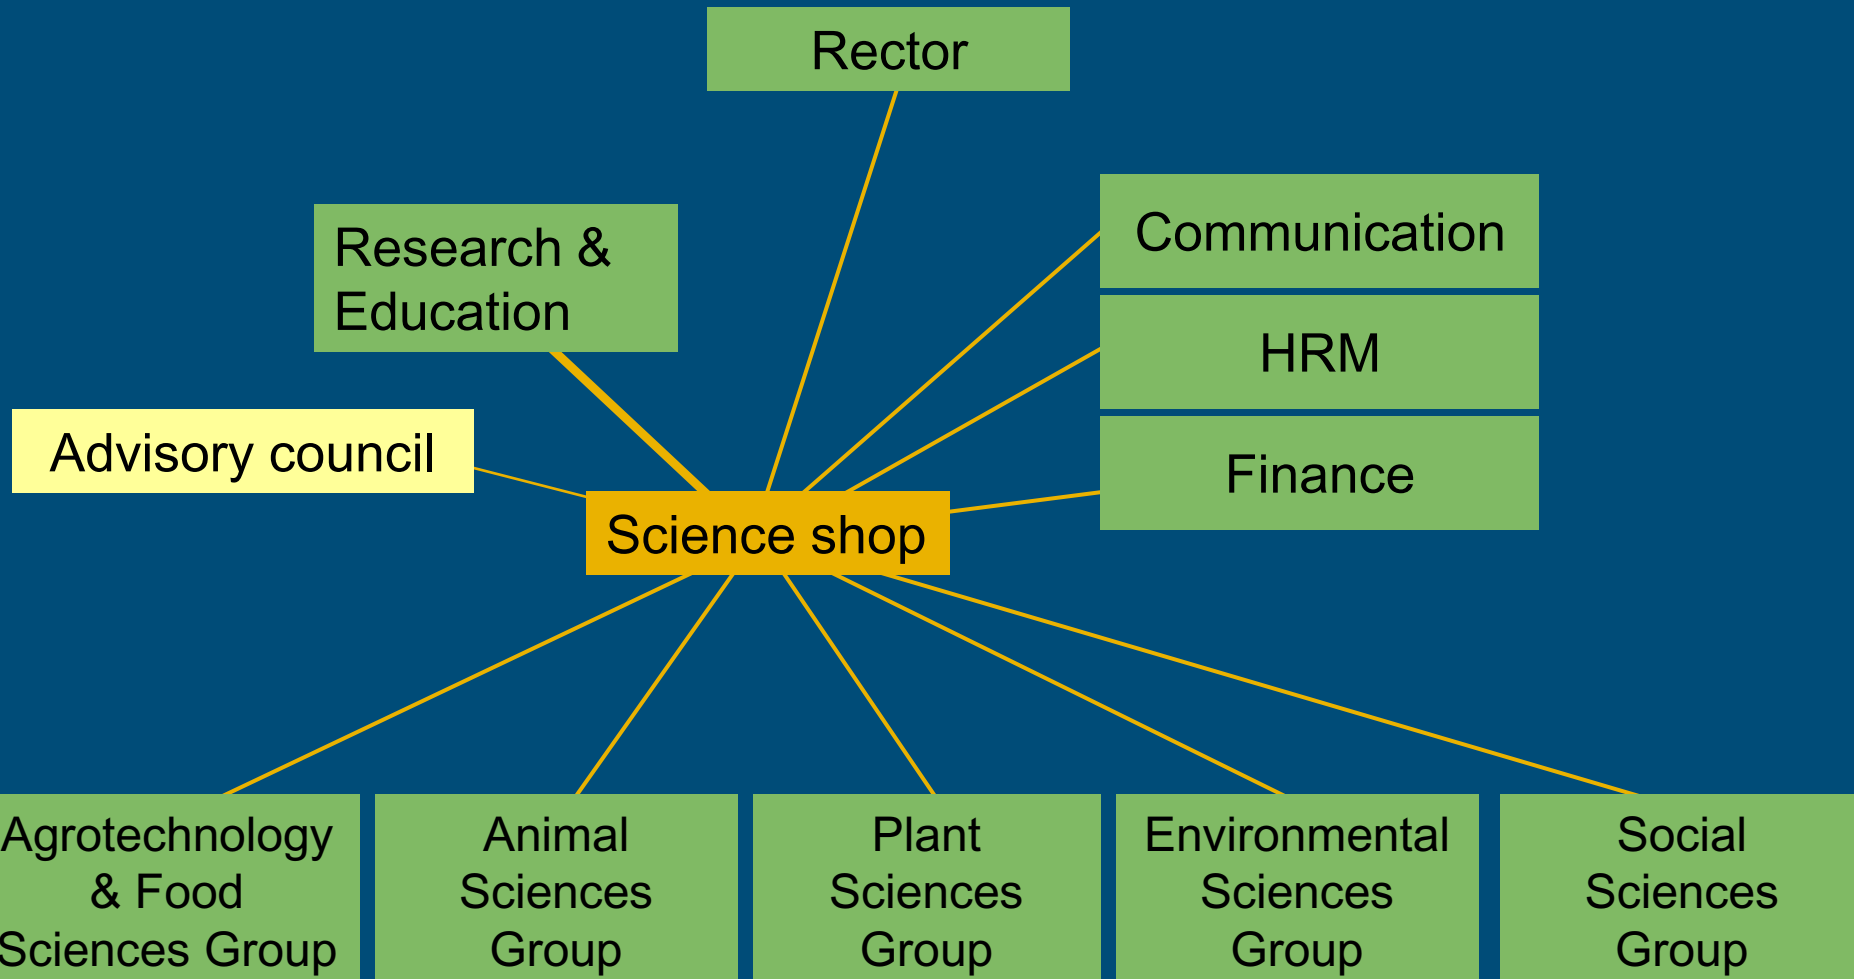 Rector
Research &
Education
Communication
HRM
Finance
Advisory council
Science shop
Agrotechnology
& Food
Sciences Group
Animal
Sciences
Group
Plant
Sciences
Group
Environmental
Sciences
Group
Social
Sciences
Group